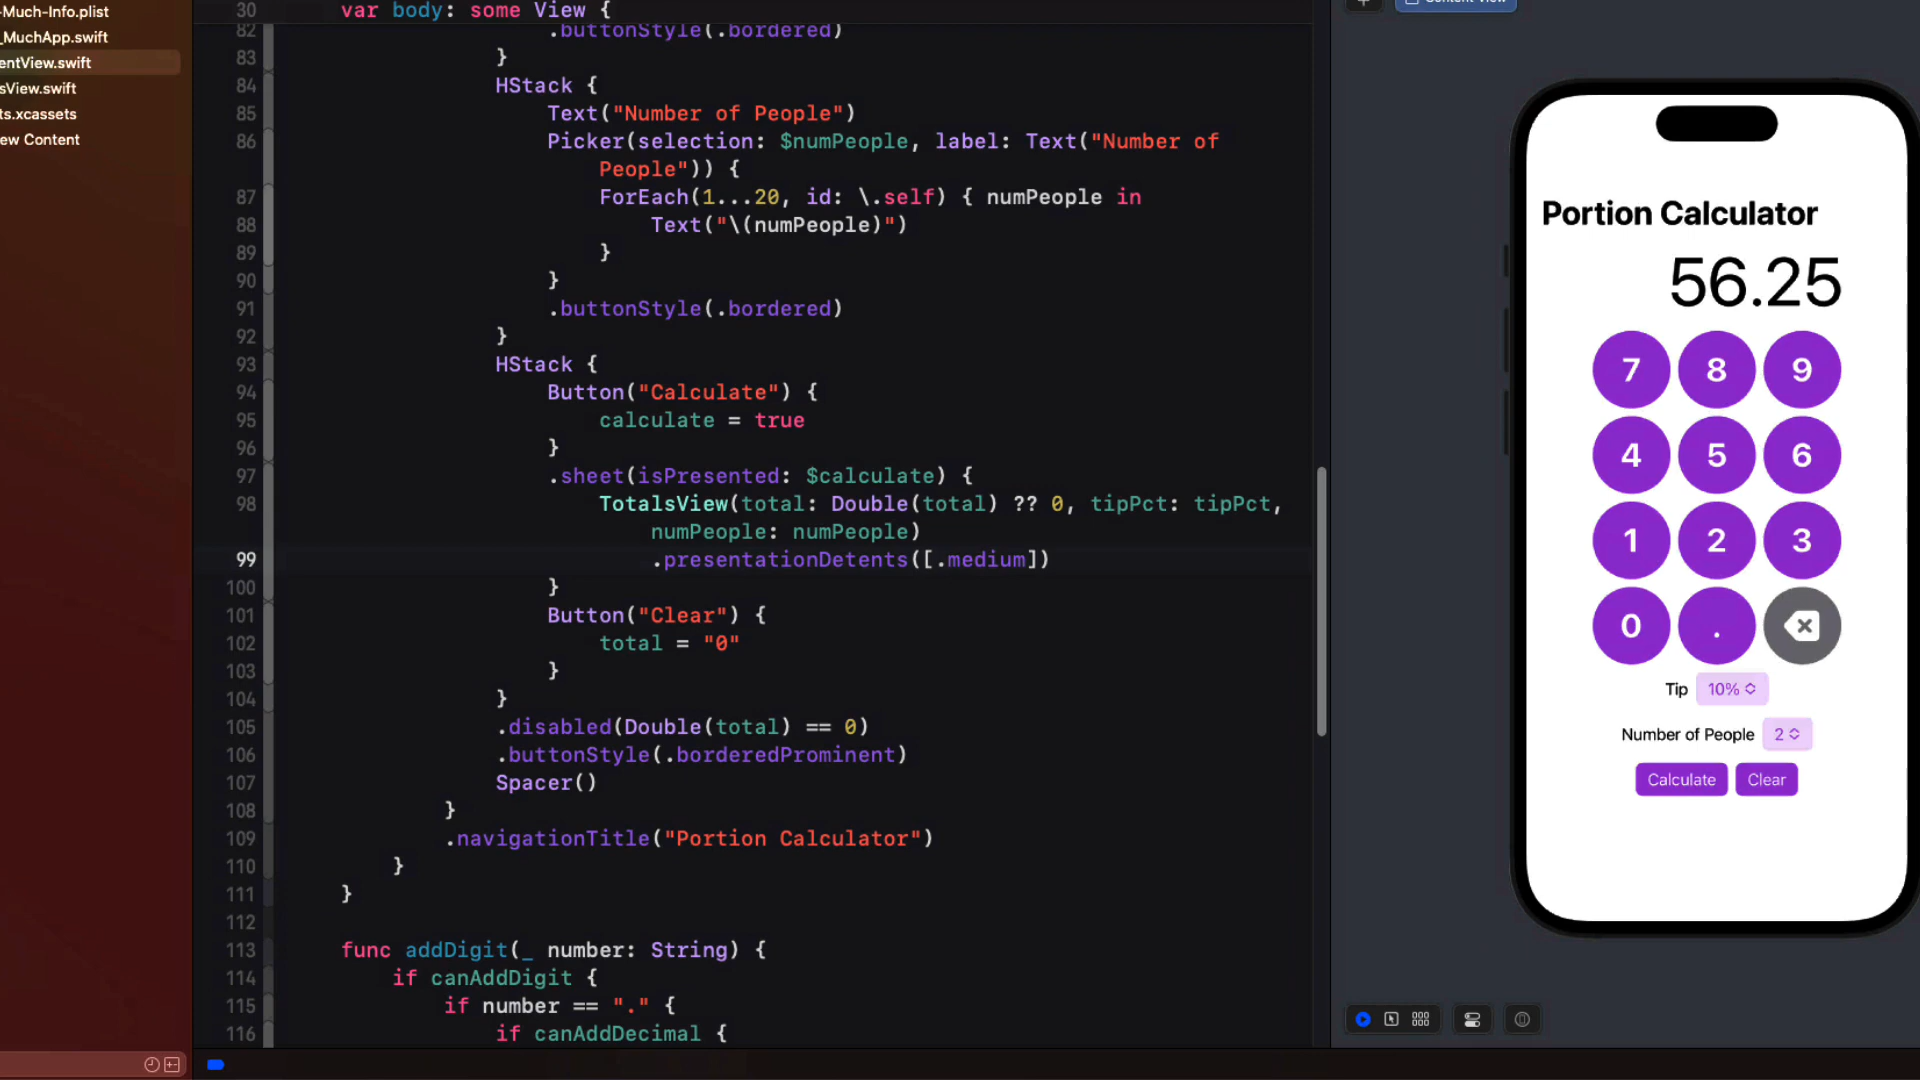 -Much-Info.plist
_MuchApp.swift
entView.swift
sView.swift
ts.xcassets
ew Content
30 var body: some View {
82 .buttonStyle(.bordered)
83 }
84 HStack {
85 Text("Number of People")
86 Picker(selection: $numPeople, label: Text("Number of
People")) {
87 ForEach(1...20, id: \.self) { numPeople in
88 Text("\(numPeople)")
89 }
90 }
91 .buttonStyle(.bordered)
92 }
93 HStack {
94 Button("Calculate") {
95 calculate = true
96 }
97 .sheet(isPresented: $calculate) {
98 TotalsView(total: Double(total) ?? 0, tipPct: tipPct,
numPeople: numPeople)
99 .presentationDetents([.medium])
100 }
101 Button("Clear") {
102 total = "0"
103 }
104 }
105 .disabled(Double(total) == 0)
106 .buttonStyle(.borderedProminent)
107 Spacer()
108 }
109 .navigationTitle("Portion Calculator")
110 }
111 }
112
113 func addDigit(_ number: String) {
114 if canAddDigit {
115 if number == "." {
116 if canAddDecimal {
Content View
Portion Calculator
56.25
7 8 9
4 5 6
1 2 3
0 .
Tip 10%
Number of People 2
Calculate Clear